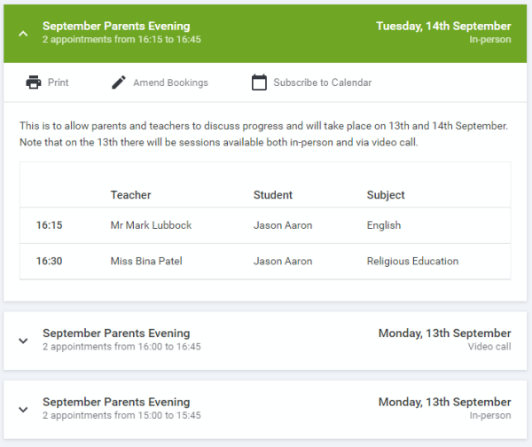 September Parents Evening Tuesday, 14th September
2 appointments from 16:15 to 16:45 In-person
Print Amend Bookings Subscribe to Calendar
This is to allow parents and teachers to discuss progress and will take place on 13th and 14th September.
Note that on the 13th there will be sessions available both in-person and via video call.
Teacher Student Subject
16:15 Mr Mark Lubbock Jason Aaron English
16:30 Miss Bina Patel Jason Aaron Religious Education
September Parents Evening Monday, 13th September
2 appointments from 16:00 to 16:45 Video call
September Parents Evening Monday, 13th September
2 appointments from 15:00 to 15:45 In-person